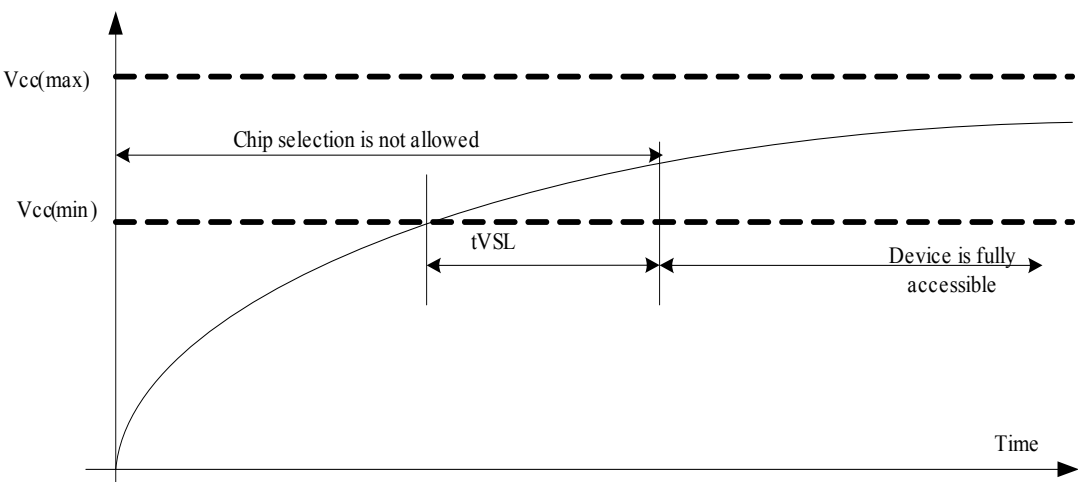 Vcc(max)
Chip selection is not allowed
Vcc(min)
tVSL
Device is fully
accessible
Time